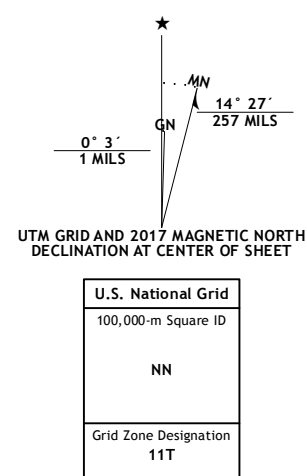 MN
GN
14° 27´
257 MILS
0° 3´
1 MILS
UTM GRID AND 2017 MAGNETIC NORTH
DECLINATION AT CENTER OF SHEET
U.S. National Grid
100,000-m Square ID
NN
Grid Zone Designation
11T